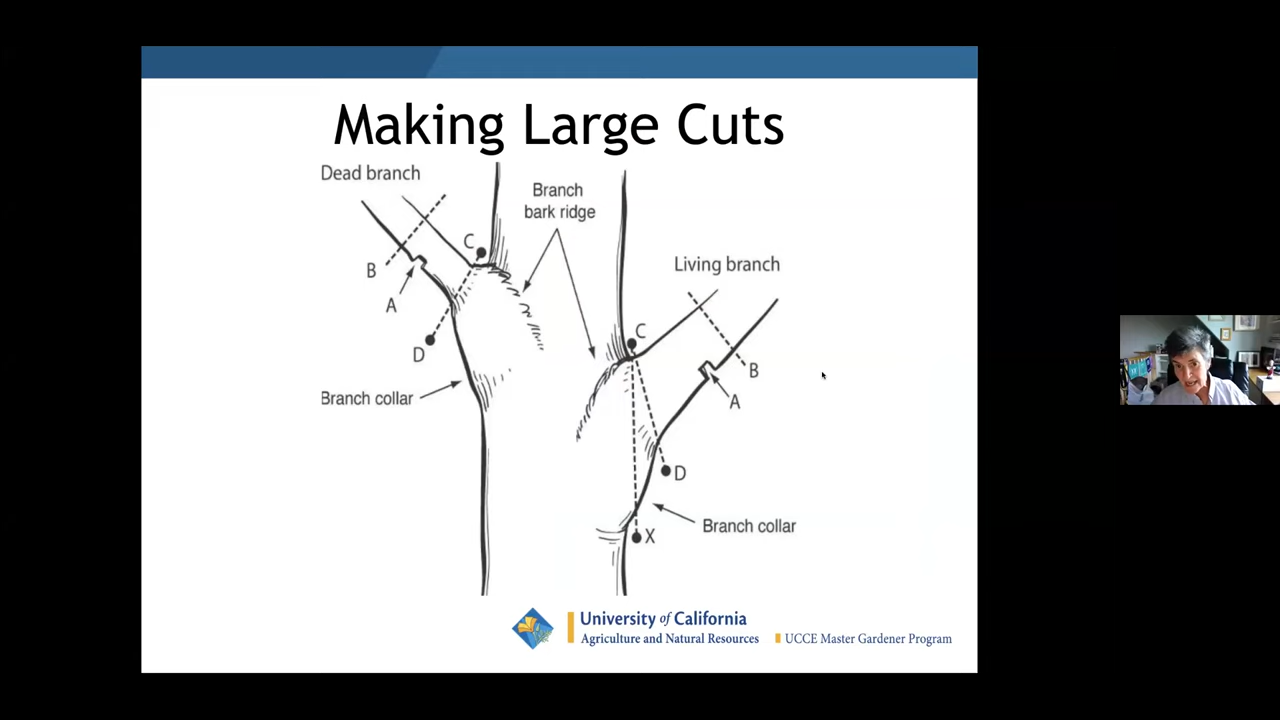 Making Large Cuts
Dead branch
Branch
bark ridge
C
B
A
D
Branch collar
Living branch
C
B
A
D
X
Branch collar
University of California
Agriculture and Natural Resources
UCCE Master Gardener Program